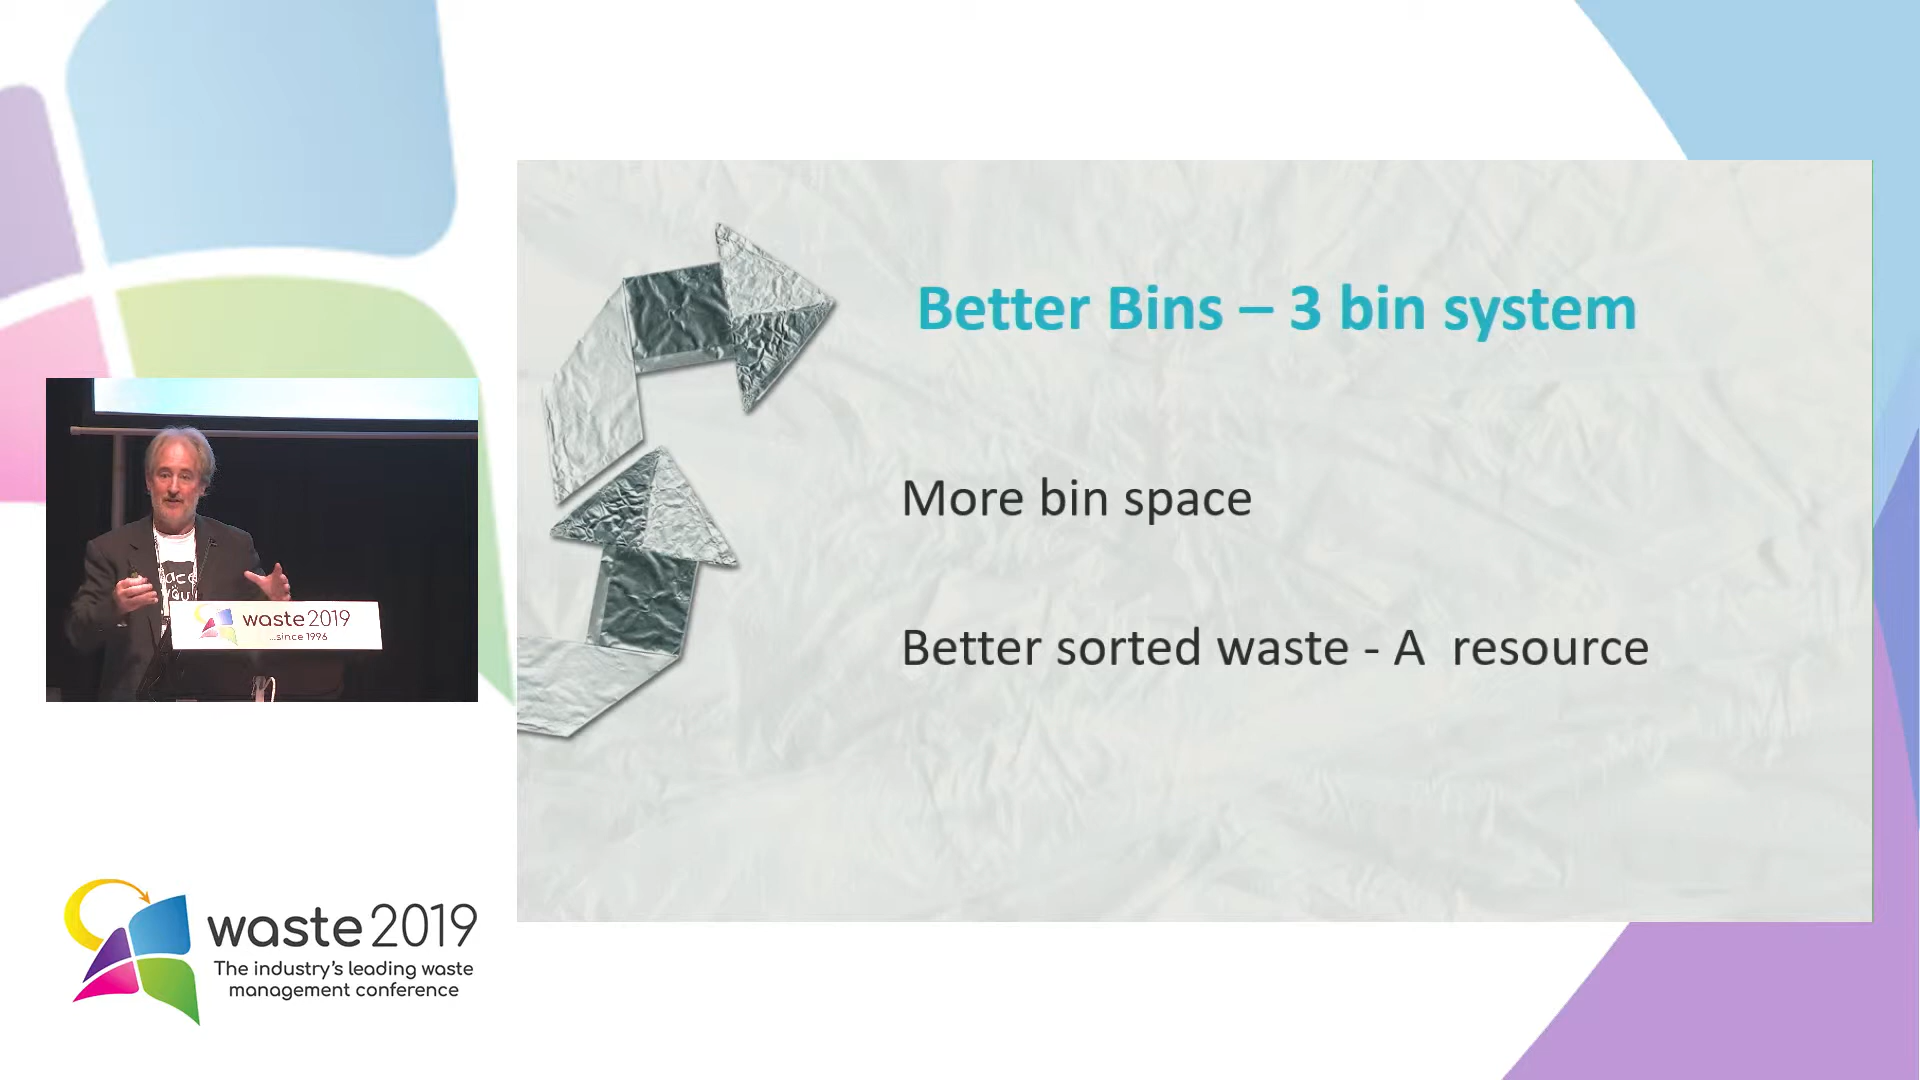 Better Bins – 3 bin system
More bin space
Better sorted waste - A  resource
waste 2019
...since 1996
waste 2019
The industry's leading waste
management conference